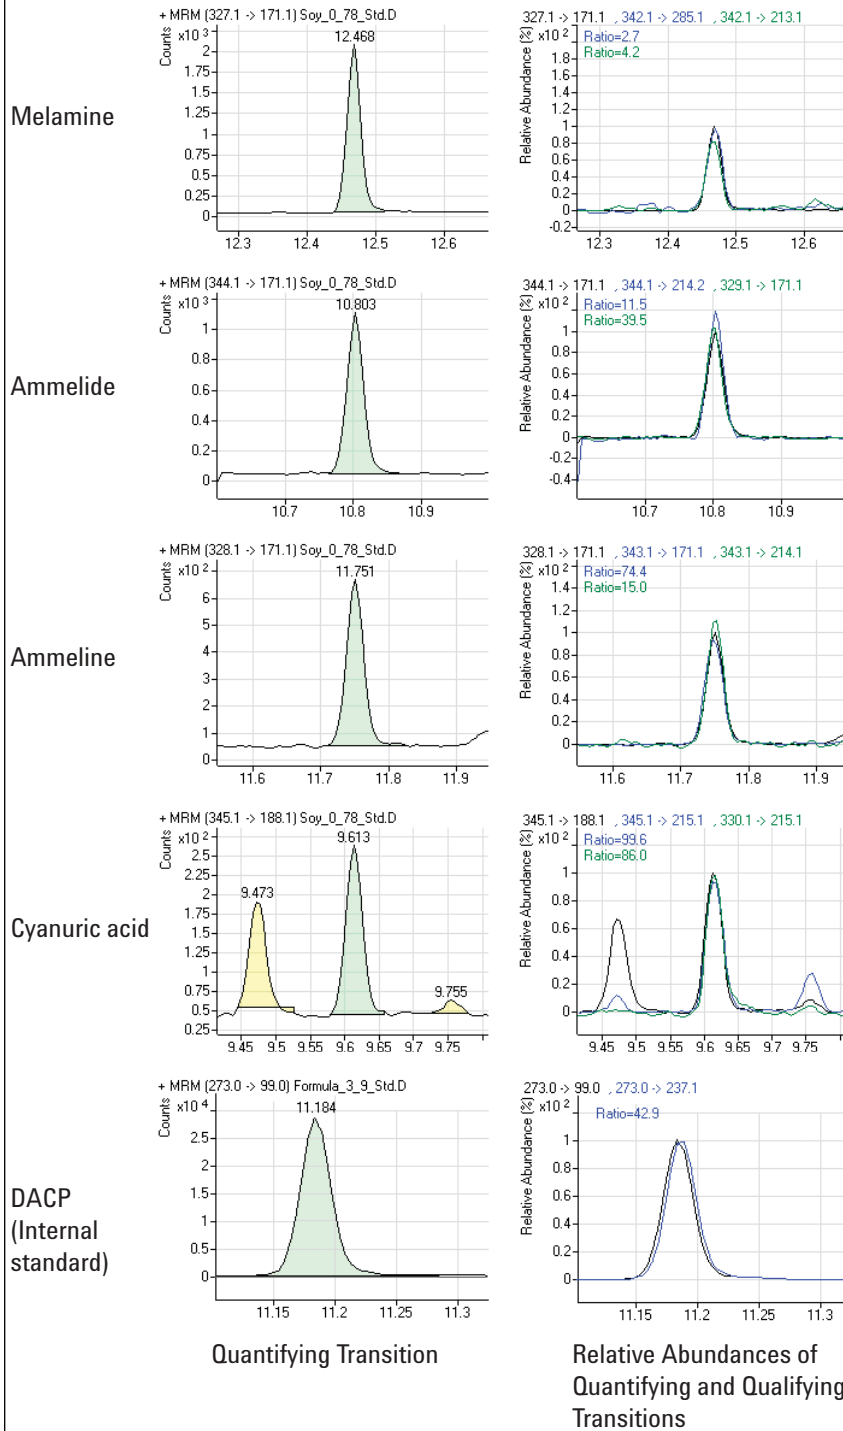 + MRM (327.1 -> 171.1) Soy_0_78_Std.D
Counts
x10 3
12.468
2
1.75
1.5
1.25
1
0.75
0.5
0.25
0
12.3 12.4 12.5 12.6
327.1 -> 171.1 , 342.1 -> 285.1, 342.1 -> 213.1
Relative Abundance (%)
x10 2
Ratio=2.7
Ratio=4.2
1.8
1.6
1.4
1.2
1
0.8
0.6
0.4
0.2
0
-0.2
12.3 12.4 12.5 12.6
Melamine
+ MRM (344.1 -> 171.1) Soy_0_78_Std.D
Counts
x10 3
10.803
1
0.8
0.6
0.4
0.2
0
10.7 10.8 10.9
344.1 -> 171.1 , 344.1 -> 214.2 , 329.1 -> 171.1
Relative Abundance (%)
x10 2
Ratio=11.5
Ratio=39.5
1
0.8
0.6
0.4
0.2
0
-0.2
-0.4
10.7 10.8 10.9
Ammelide
+ MRM (328.1 -> 171.1) Soy_0_78_Std.D
Counts
x10 2
11.751
6
5
4
3
2
1
0
11.6 11.7 11.8 11.9
328.1 -> 171.1 , 343.1 -> 171.1 , 343.1 -> 214.1
Relative Abundance (%)
x10 2
Ratio=74.4
Ratio=15.0
1.4
1.2
1
0.8
0.6
0.4
0.2
0
11.6 11.7 11.8 11.9
Ammeline
+ MRM (345.1 -> 188.1) Soy_0_78_Std.D
Counts
x10 2
9.613
9.473
9.755
2.5
2.25
2
1.75
1.5
1.25
1
0.75
0.5
0.25
9.45 9.5 9.55 9.6 9.65 9.7 9.75
345.1 -> 188.1 , 345.1 -> 215.1 , 330.1 -> 215.1
Relative Abundance (%)
x10 2
Ratio=99.6
Ratio=86.0
1
0.8
0.6
0.4
0.2
0
9.45 9.5 9.55 9.6 9.65 9.7 9.75
Cyanuric acid
+ MRM (273.0 -> 99.0) Formula_3_9_Std.D
Counts
x10 4
11.184
2.5
2
1.5
1
0.5
0
11.15 11.2 11.25 11.3
273.0 -> 99.0 , 273.0 -> 237.1
Relative Abundance (%)
x10 2
Ratio=42.9
1
0.8
0.6
0.4
0.2
0
11.15 11.2 11.25 11.3
DACP
(Internal
standard)
Quantifying Transition
Relative Abundances of
Quantifying and Qualifying
Transitions